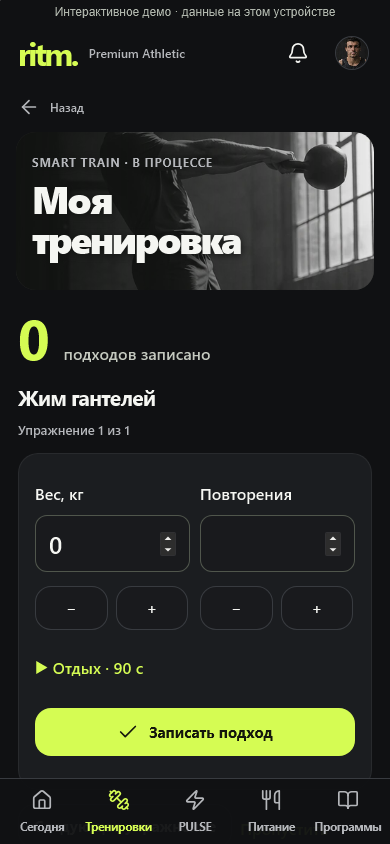 Интерактивное демо · данные на этом устройстве
ritm. Premium Athletic
Назад
SMART TRAIN · В ПРОЦЕССЕ
Моя
тренировка
0 подходов записано
Жим гантелей
Упражнение 1 из 1
Вес, кг Повторения
0
− + − +
Отдых · 90 с
Записать подход
Сегодня Тренировки PULSE Питание Программы